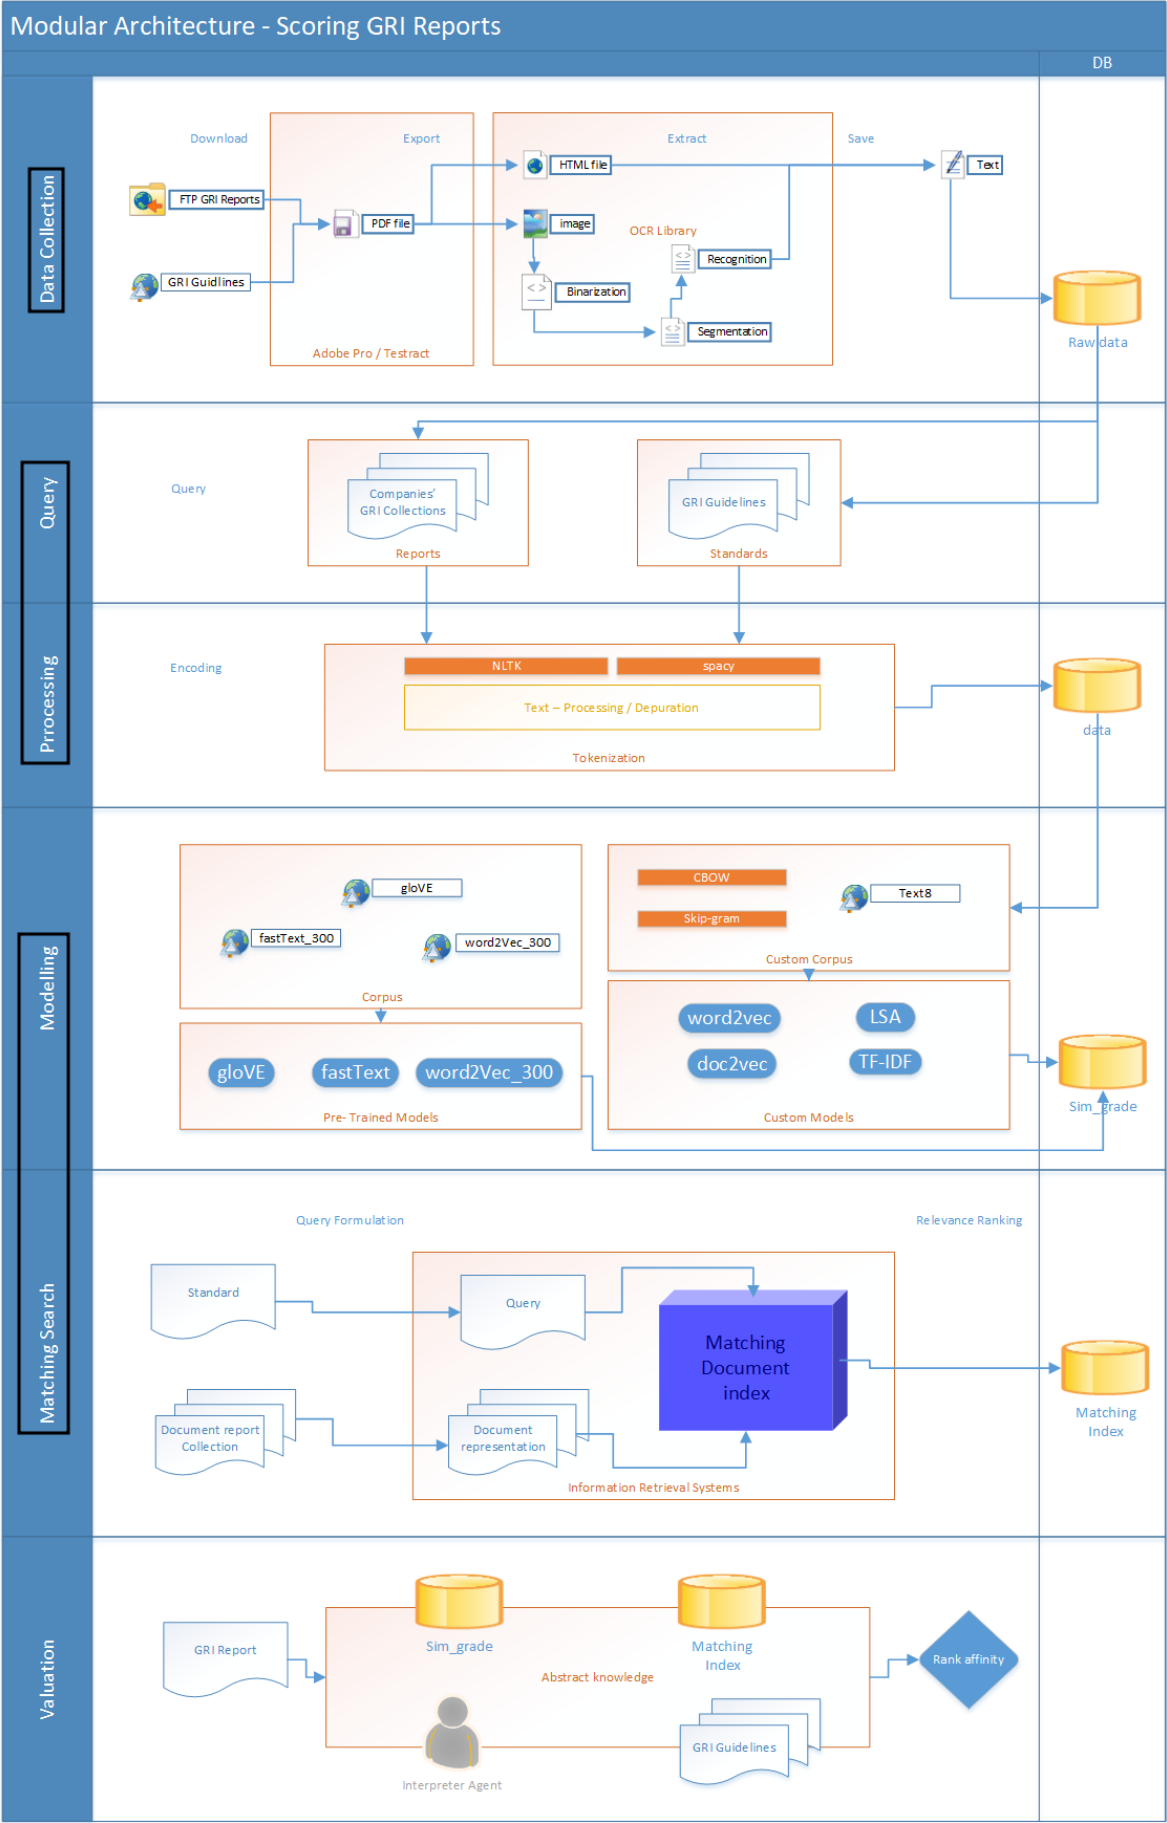 Modular Architecture - Scoring GRI Reports
DB
Data Collection
Download
Export
Extract
Save
HTML file
Text
FTP GRI Reports
PDF file
image
OCR Library
Recognition
GRI Guidlines
Binarization
Segmentation
Adobe Pro / Testract
Raw data
Query
Query
Companies'
GRI Collections
Reports
GRI Guidelines
Standards
Prrocessing
Encoding
NLTK
spacy
Text – Processing / Depuration
Tokenization
data
Modelling
gloVE
fastText_300
word2Vec_300
Corpus
CBOW
Skip-gram
Text8
Custom Corpus
gloVE
fastText
word2Vec_300
Pre- Trained Models
word2vec
LSA
doc2vec
TF-IDF
Custom Models
Sim_grade
Matching Search
Query Formulation
Relevance Ranking
Standard
Query
Matching
Document
index
Document report
Collection
Document
representation
Information Retrieval Systems
Matching
Index
Valuation
GRI Report
Sim_grade
Matching
Index
Abstract knowledge
Rank affinity
GRI Guidelines
Interpreter Agent